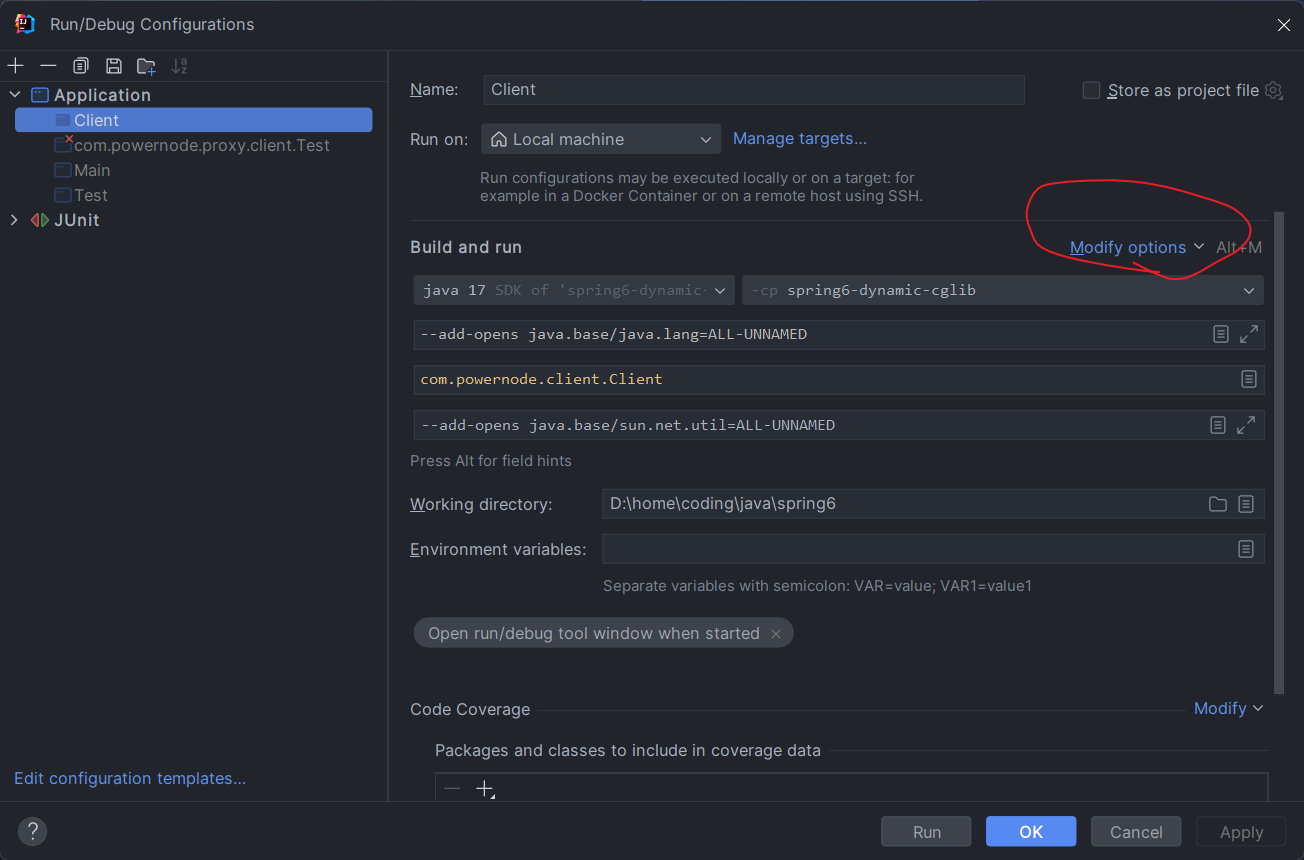 Run/Debug Configurations
Application
Client
com.powernode.proxy.client.Test
Main
Test
JUnit
Edit configuration templates...
Name: Client
Store as project file
Run on: Local machine Manage targets...
Run configurations may be executed locally or on a target: for
example in a Docker Container or on a remote host using SSH.
Build and run Modify options Alt+M
java 17 SDK of 'spring6-dynamic- -cp spring6-dynamic-cglib
--add-opens java.base/java.lang=ALL-UNNAMED
com.powernode.client.Client
--add-opens java.base/sun.net.util=ALL-UNNAMED
Press Alt for field hints
Working directory: D:\home\coding\java\spring6
Environment variables:
Separate variables with semicolon: VAR=value; VAR1=value1
Open run/debug tool window when started
Code Coverage Modify
Packages and classes to include in coverage data
Run OK Cancel Apply